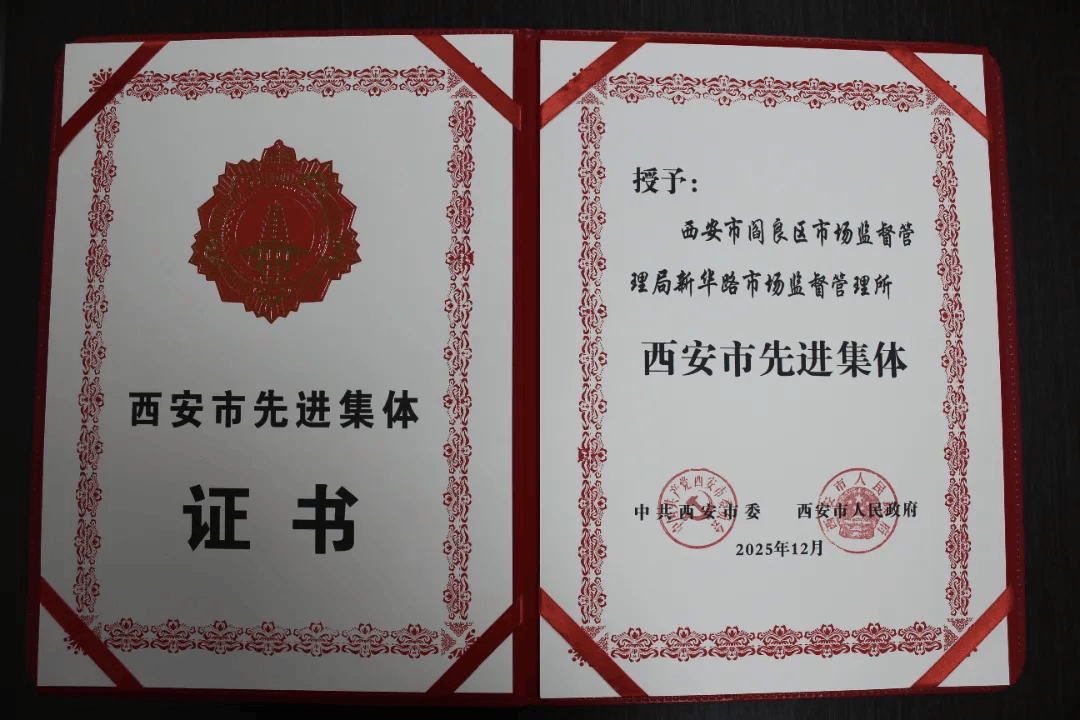 西安市先进集体
证书
授予：
西安市阎良区市场监督管
理局新华路市场监督管理所
西安市先进集体
中共西安市委 西安市人民政府
2025年12月